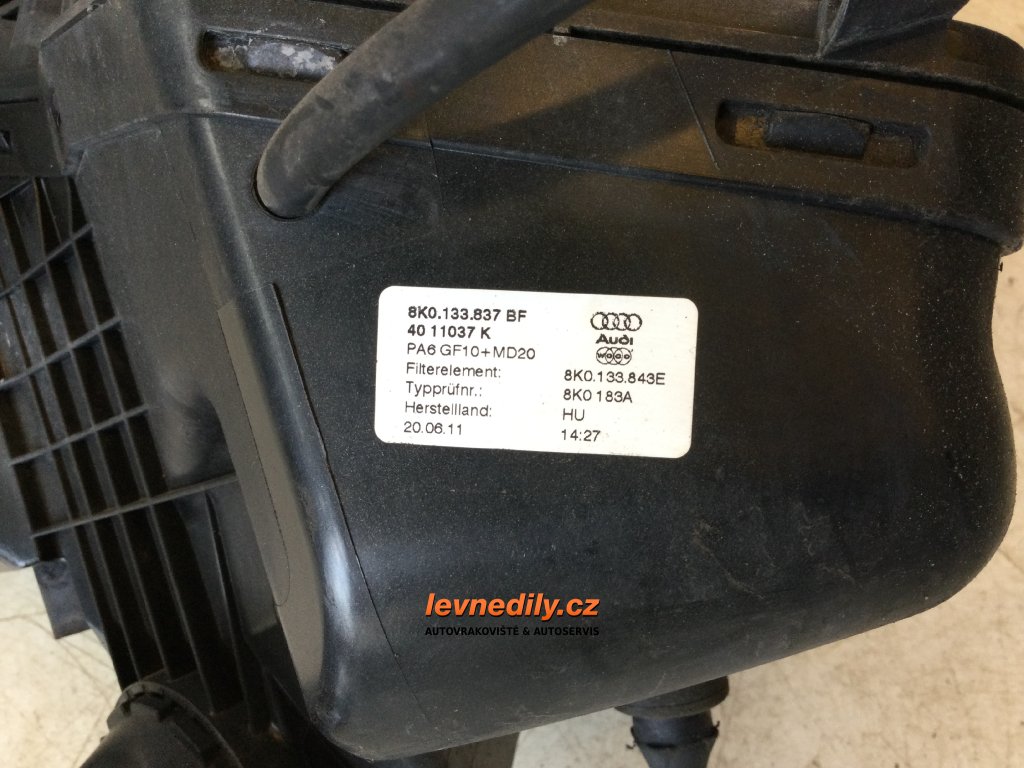 8K0.133.837 BF
40 11037 K
PA6 GF10+MD20
Audi
WOCO
Filterelement: 8K0.133.843E
Typprüfnr.: 8K0 183A
Herstellland: HU
20.06.11 14:27
levnedily.cz
AUTOVRAKOVIŠTĚ & AUTOSERVIS